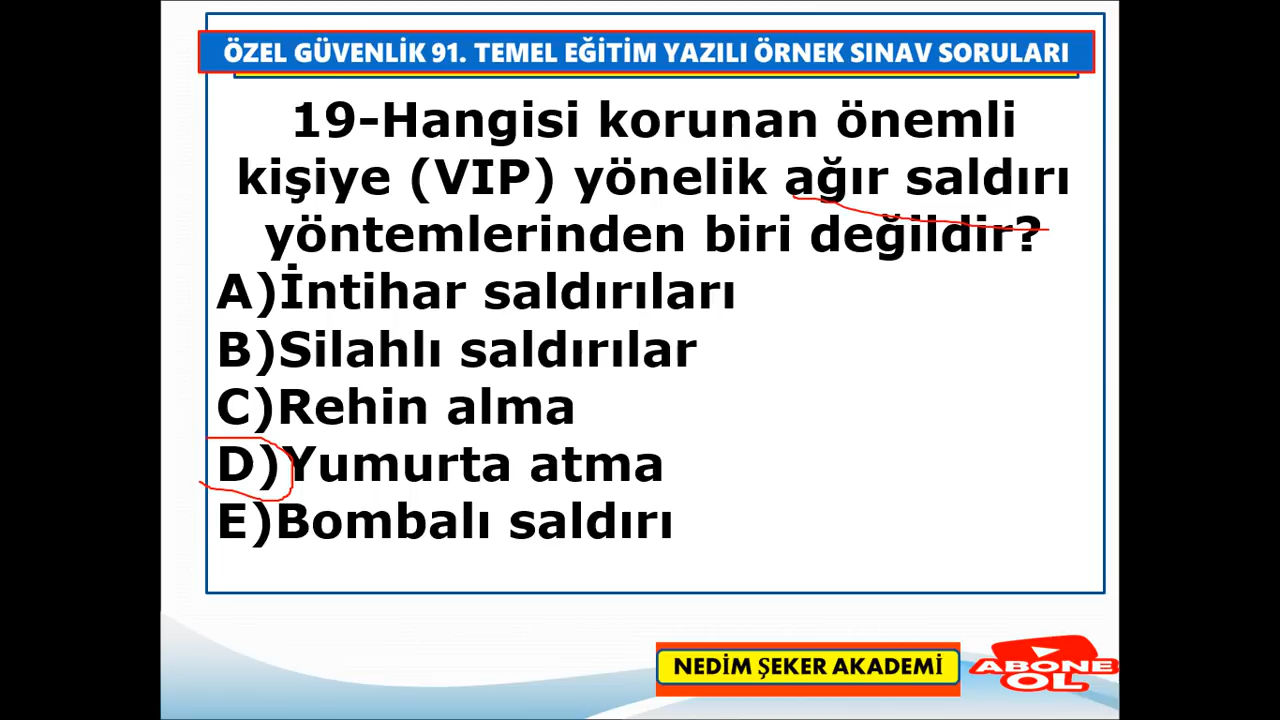 ÖZEL GÜVENLİK 91. TEMEL EĞİTİM YAZILI ÖRNEK SINAV SORULARI
19-Hangisi korunan önemli
kişiye (VIP) yönelik ağır saldırı
yöntemlerinden biri değildir?
A)İntihar saldırıları
B)Silahlı saldırılar
C)Rehin alma
D)Yumurta atma
E)Bombalı saldırı
NEDİM ŞEKER AKADEMİ
ABONE
OL